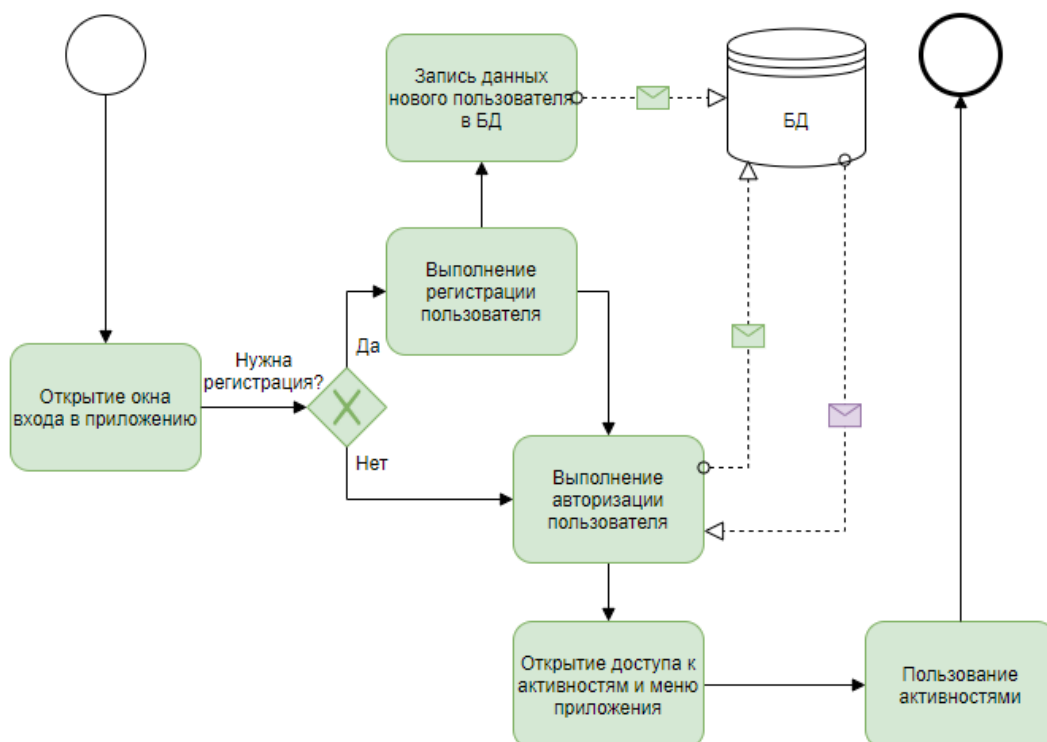 Запись данных
нового пользователя
в БД
БД
Выполнение
регистрации
пользователя
Да
Нужна
регистрация?
Открытие окна
входа в приложению
Нет
Выполнение
авторизации
пользователя
Открытие доступа к
активностям и меню
приложения
Пользование
активностями